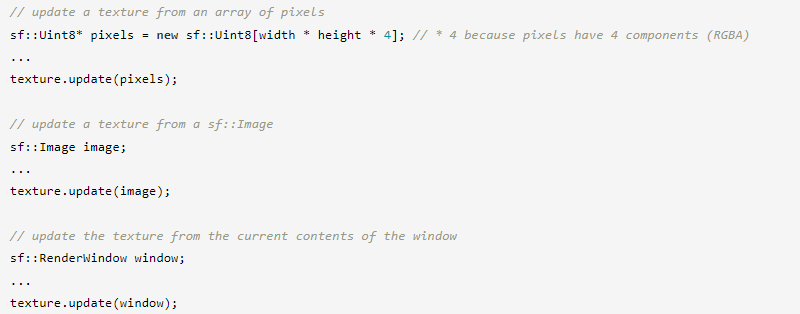 // update a texture from an array of pixels
sf::Uint8* pixels = new sf::Uint8[width * height * 4]; // * 4 because pixels have 4 components (RGBA)
...
texture.update(pixels);
// update a texture from a sf::Image
sf::Image image;
...
texture.update(image);
// update the texture from the current contents of the window
sf::RenderWindow window;
...
texture.update(window);